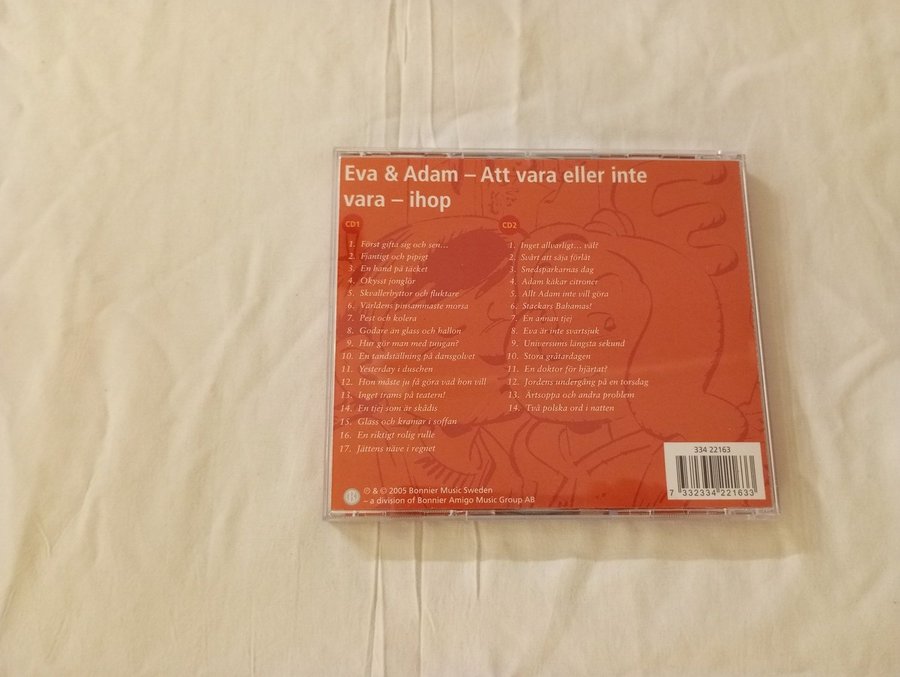 Eva & Adam – Att vara eller inte
vara – ihop
CD1
1. Först gifta sig och sen...
2. Fjantigt och pipigt
3. En hand på täcket
4. Okysst jonglör
5. Skvallerbyttor och fluktare
6. Världens pinsammaste morsa
7. Pest och kolera
8. Godare än glass och hallon
9. Hur gör man med tungan?
10. En tandställning på dansgolvet
11. Yesterday i duschen
12. Hon måste ju få göra vad hon vill
13. Inget trams på teatern!
14. En tjej som är skådis
15. Glass och kramar i soffan
16. En riktigt rolig rulle
17. Jättens näve i regnet
CD2
1. Inget allvarligt... väl?
2. Svårt att säja förlåt
3. Snedsparkarnas dag
4. Adam käkar citroner
5. Allt Adam inte vill göra
6. Stackars Bahamas!
7. En annan tjej
8. Eva är inte svartsjuk
9. Universums längsta sekund
10. Stora gråtardagen
11. En doktor för hjärtat?
12. Jordens undergång på en torsdag
13. Ärtsoppa och andra problem
14. Två polska ord i natten
334 22163
7 332334 221633
B
℗ & © 2005 Bonnier Music Sweden
– a division of Bonnier Amigo Music Group AB